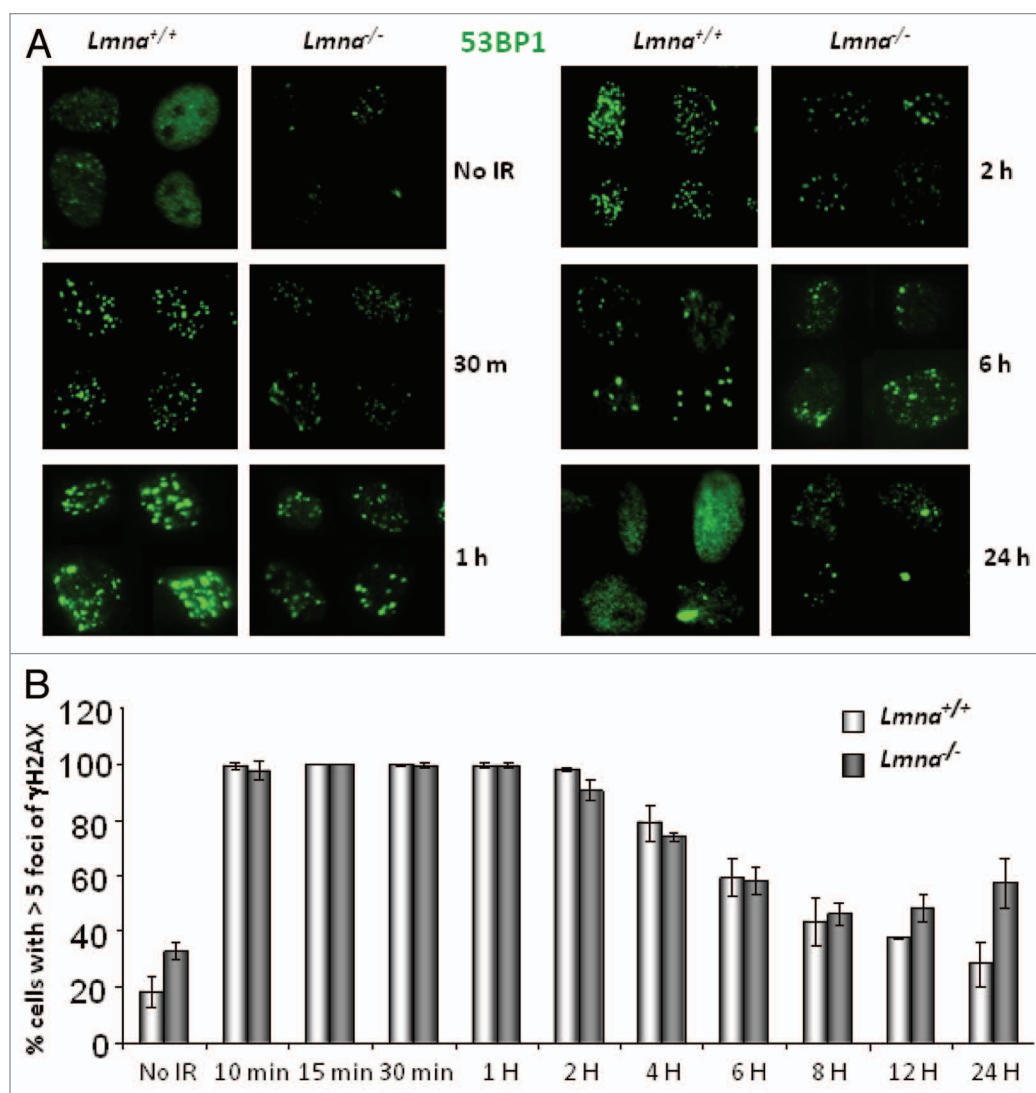 A
Lmna+/+ Lmna-/- 53BP1 Lmna+/+ Lmna-/-
No IR
2 h
30 m
6 h
1 h
24 h
B
% cells with > 5 foci of γH2AX
120
100
80
60
40
20
0
Lmna+/+
Lmna-/-
No IR 10 min 15 min 30 min 1 H 2 H 4 H 6 H 8 H 12 H 24 H